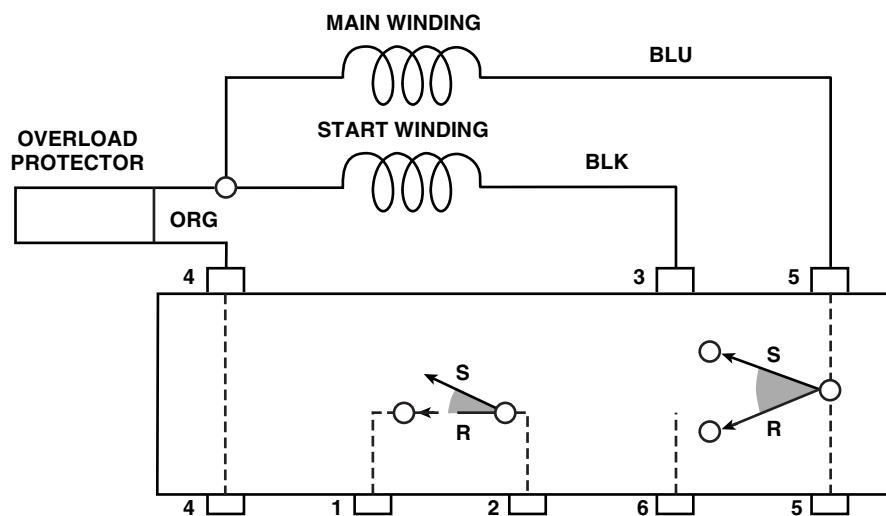 MAIN WINDING
BLU
START WINDING
BLK
OVERLOAD
PROTECTOR
ORG
4
3
5
S
R
S
R
4
1
2
6
5